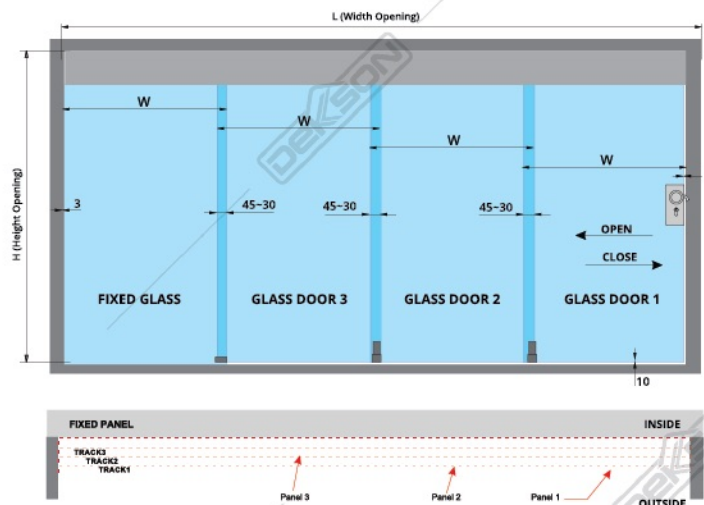 L (Width Opening)
DEKSON
W
W
W
W
H (Height Opening)
3
45~30
45~30
45~30
OPEN
CLOSE
FIXED GLASS
GLASS DOOR 3
GLASS DOOR 2
GLASS DOOR 1
10
FIXED PANEL
INSIDE
TRACK3
TRACK2
TRACK1
Panel 3
Panel 2
Panel 1
OUTSIDE